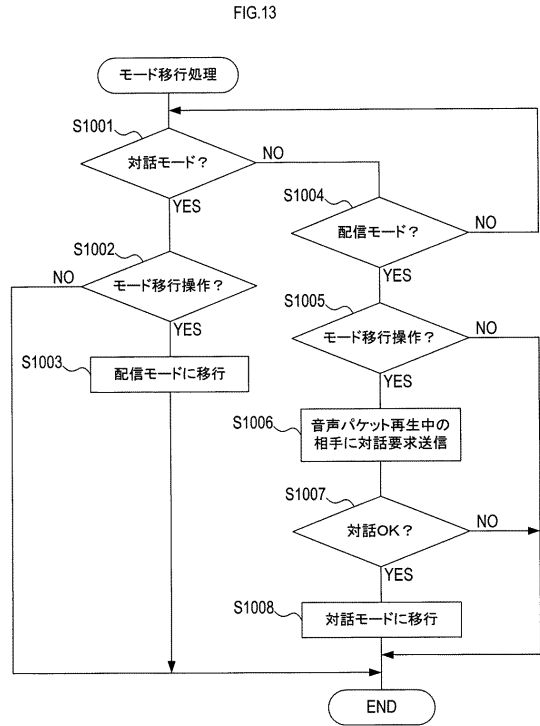 FIG.13
モード移行処理
S1001
対話モード?
NO
YES
S1002
モード移行操作?
NO
YES
S1003
配信モードに移行
S1004
配信モード?
NO
YES
S1005
モード移行操作?
NO
YES
S1006
音声パケット再生中の
相手に対話要求送信
S1007
対話OK?
NO
YES
S1008
対話モードに移行
END